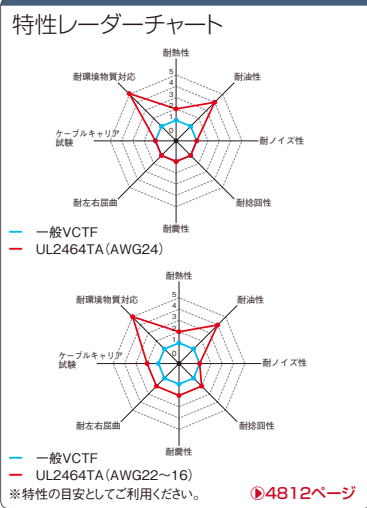 特性レーダーチャート
耐熱性
耐環境物質対応
耐油性
5
4
3
2
1
0
ケーブルキャリア
試験
耐ノイズ性
耐左右屈曲
耐捻回性
耐震性
一般VCTF
UL2464TA(AWG24)
耐熱性
耐環境物質対応
耐油性
5
4
3
2
1
0
ケーブルキャリア
試験
耐ノイズ性
耐左右屈曲
耐捻回性
耐震性
一般VCTF
UL2464TA(AWG22〜16)
※特性の目安としてご利用ください。
4812ページ